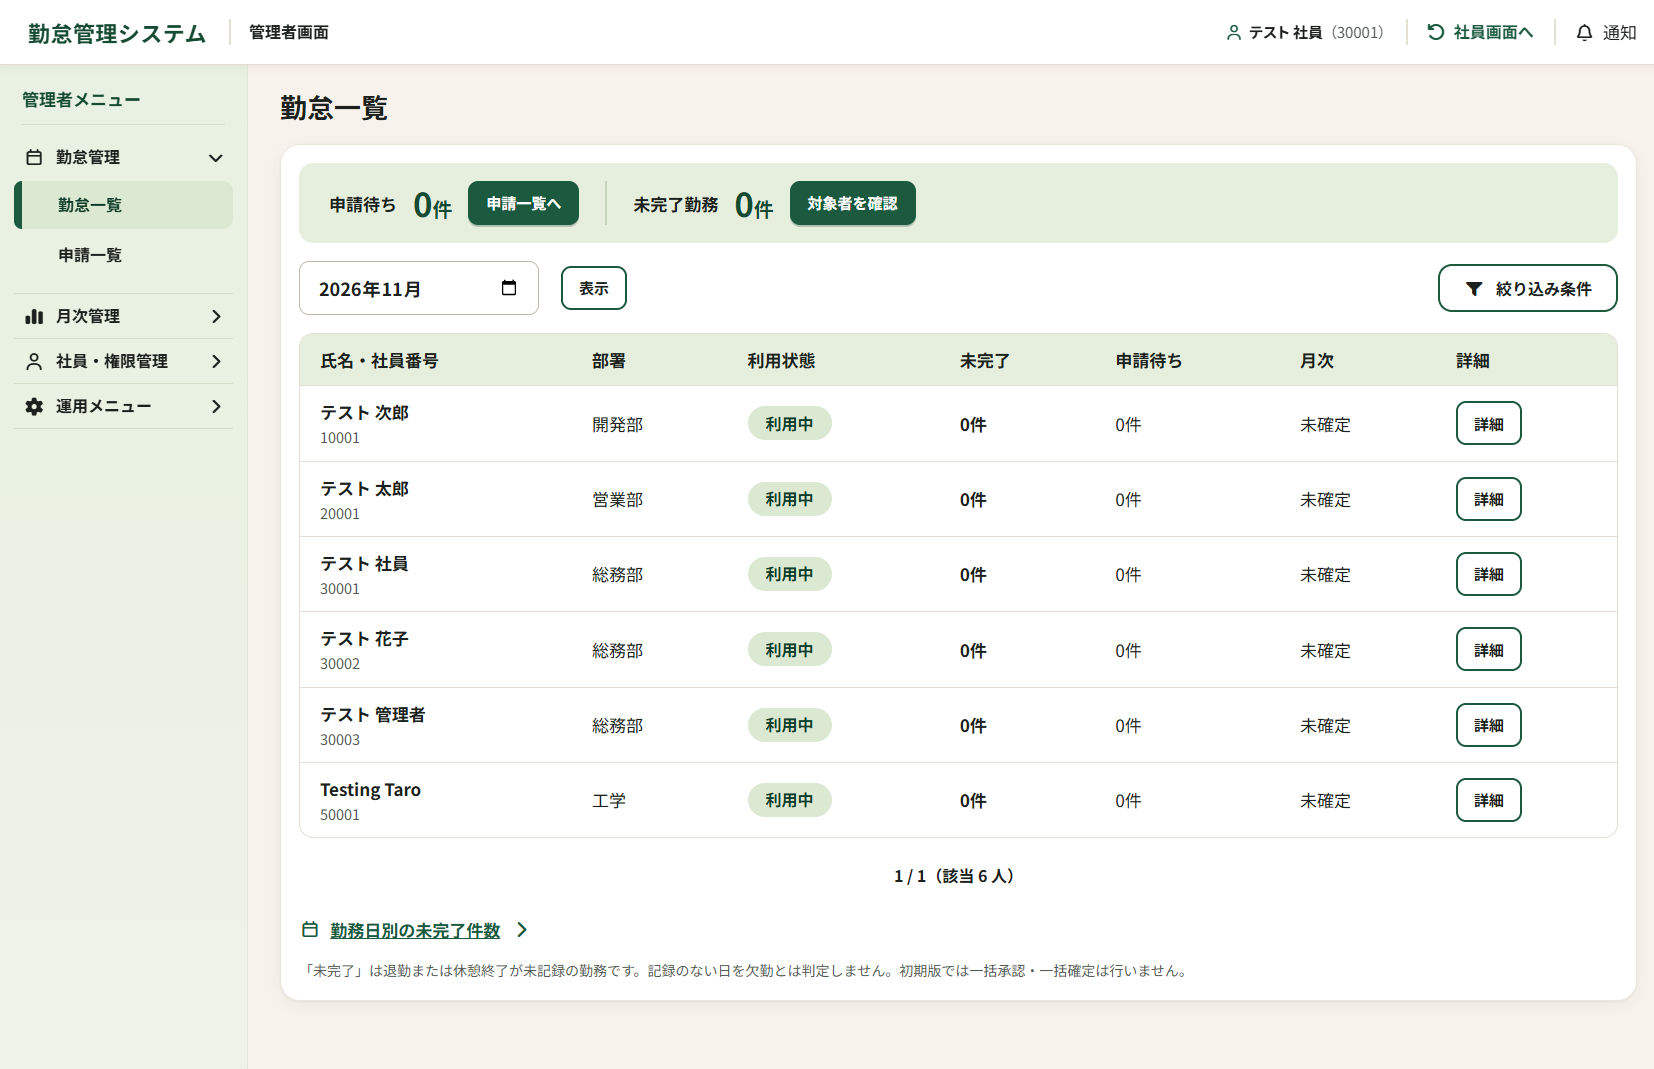 勤怠管理システム
管理者画面
テスト 社員（30001）
社員画面へ
通知
管理者メニュー
勤怠管理
勤怠一覧
申請一覧
月次管理
社員・権限管理
運用メニュー
勤怠一覧
申請待ち 0件 申請一覧へ 未完了勤務 0件 対象者を確認
2026年11月 表示 絞り込み条件
氏名・社員番号 部署 利用状態 未完了 申請待ち 月次 詳細
テスト 次郎
10001 開発部 利用中 0件 0件 未確定 詳細
テスト 太郎
20001 営業部 利用中 0件 0件 未確定 詳細
テスト 社員
30001 総務部 利用中 0件 0件 未確定 詳細
テスト 花子
30002 総務部 利用中 0件 0件 未確定 詳細
テスト 管理者
30003 総務部 利用中 0件 0件 未確定 詳細
Testing Taro
50001 工学 利用中 0件 0件 未確定 詳細
1 / 1（該当 6 人）
勤務日別の未完了件数
「未完了」は退勤または休憩終了が未記録の勤務です。記録のない日を欠勤とは判定しません。初期版では一括承認・一括確定は行いません。